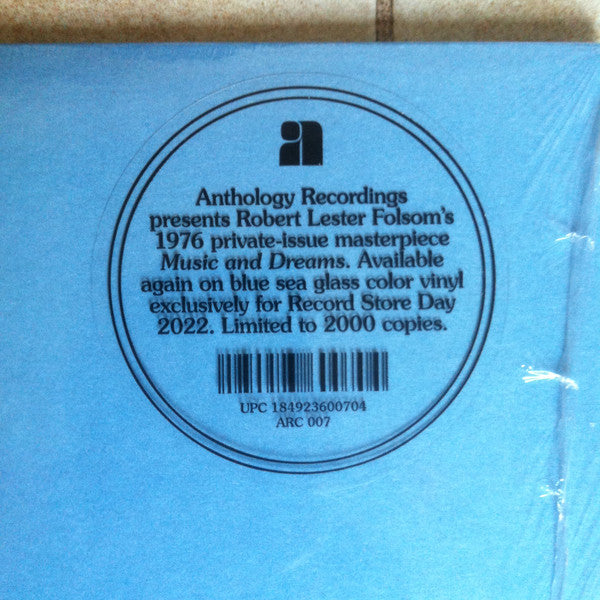 a
Anthology Recordings
presents Robert Lester Folsom's
1976 private-issue masterpiece
Music and Dreams. Available
again on blue sea glass color vinyl
exclusively for Record Store Day
2022. Limited to 2000 copies.
UPC 184923600704
ARC 007